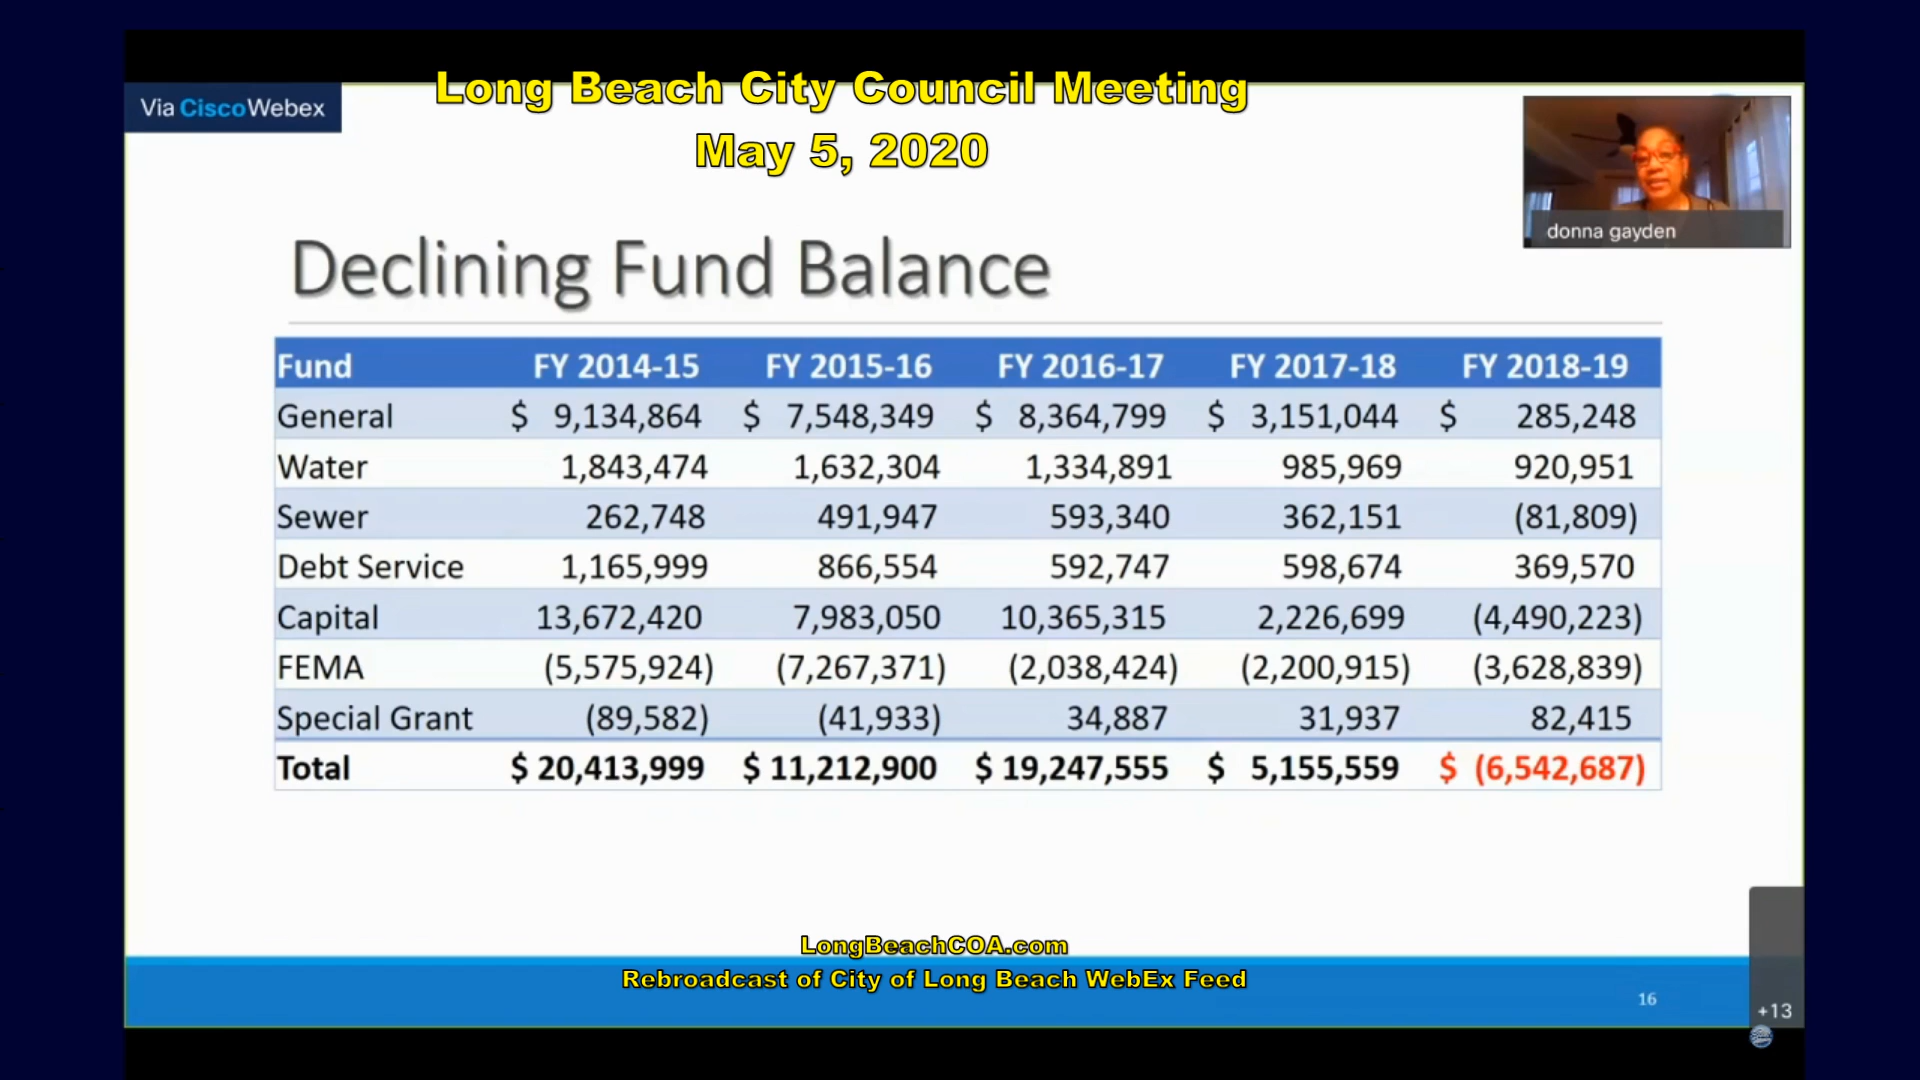 Long Beach City Council Meeting
May 5, 2020
Via CiscoWebex
donna gayden
Declining Fund Balance
Fund FY 2014-15 FY 2015-16 FY 2016-17 FY 2017-18 FY 2018-19
General $ 9,134,864 $ 7,548,349 $ 8,364,799 $ 3,151,044 $ 285,248
Water 1,843,474 1,632,304 1,334,891 985,969 920,951
Sewer 262,748 491,947 593,340 362,151 (81,809)
Debt Service 1,165,999 866,554 592,747 598,674 369,570
Capital 13,672,420 7,983,050 10,365,315 2,226,699 (4,490,223)
FEMA (5,575,924) (7,267,371) (2,038,424) (2,200,915) (3,628,839)
Special Grant (89,582) (41,933) 34,887 31,937 82,415
Total $ 20,413,999 $ 11,212,900 $ 19,247,555 $ 5,155,559 $ (6,542,687)
LongBeachCOA.com
Rebroadcast of City of Long Beach WebEx Feed
16
+13